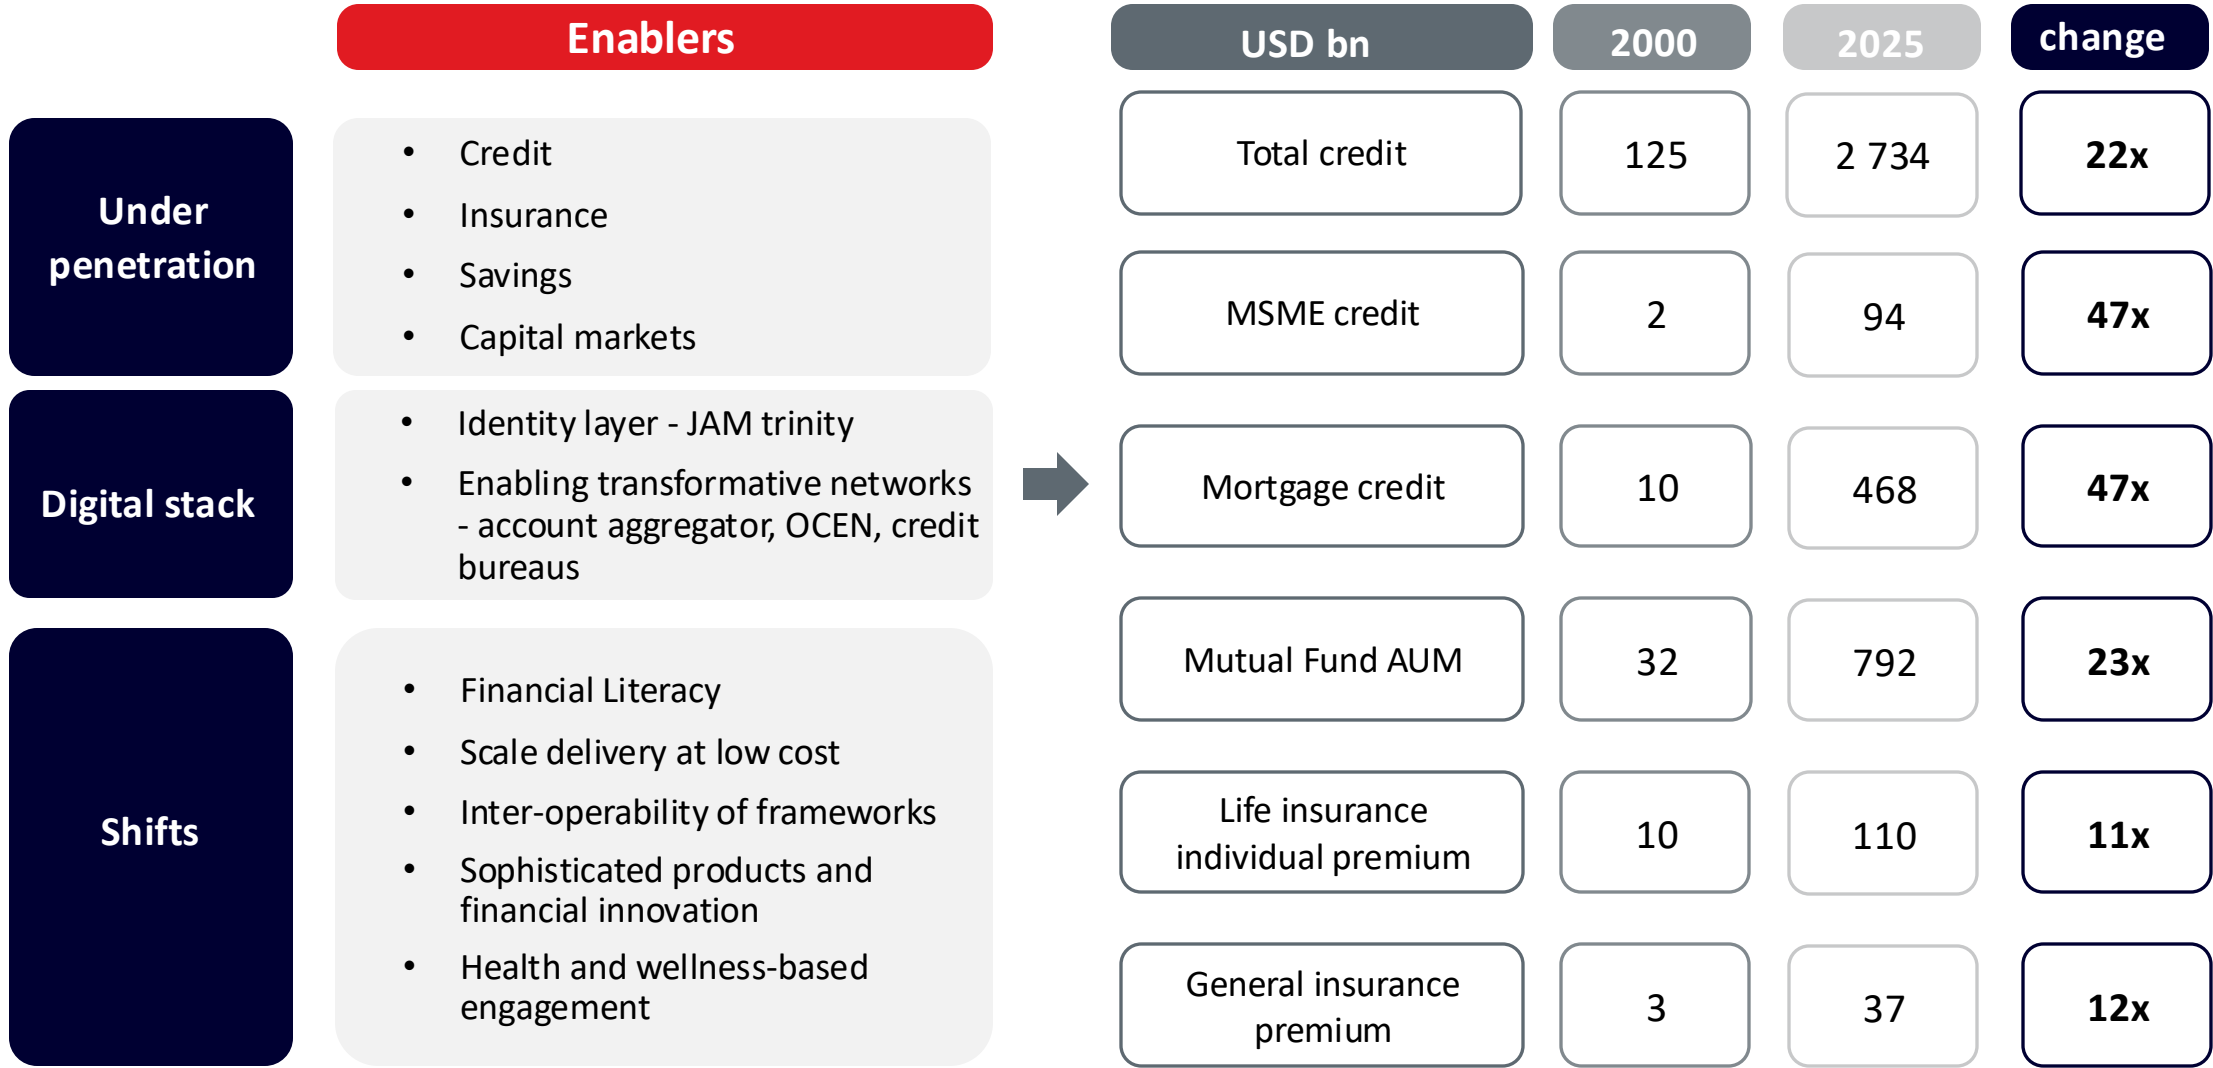 Enablers
Under
penetration
• Credit
• Insurance
• Savings
• Capital markets
Digital stack
• Identity layer - JAM trinity
• Enabling transformative networks
- account aggregator, OCEN, credit
bureaus
Shifts
• Financial Literacy
• Scale delivery at low cost
• Inter-operability of frameworks
• Sophisticated products and
financial innovation
• Health and wellness-based
engagement
USD bn 2000 2025 change
Total credit 125 2 734 22x
MSME credit 2 94 47x
Mortgage credit 10 468 47x
Mutual Fund AUM 32 792 23x
Life insurance
individual premium 10 110 11x
General insurance
premium 3 37 12x